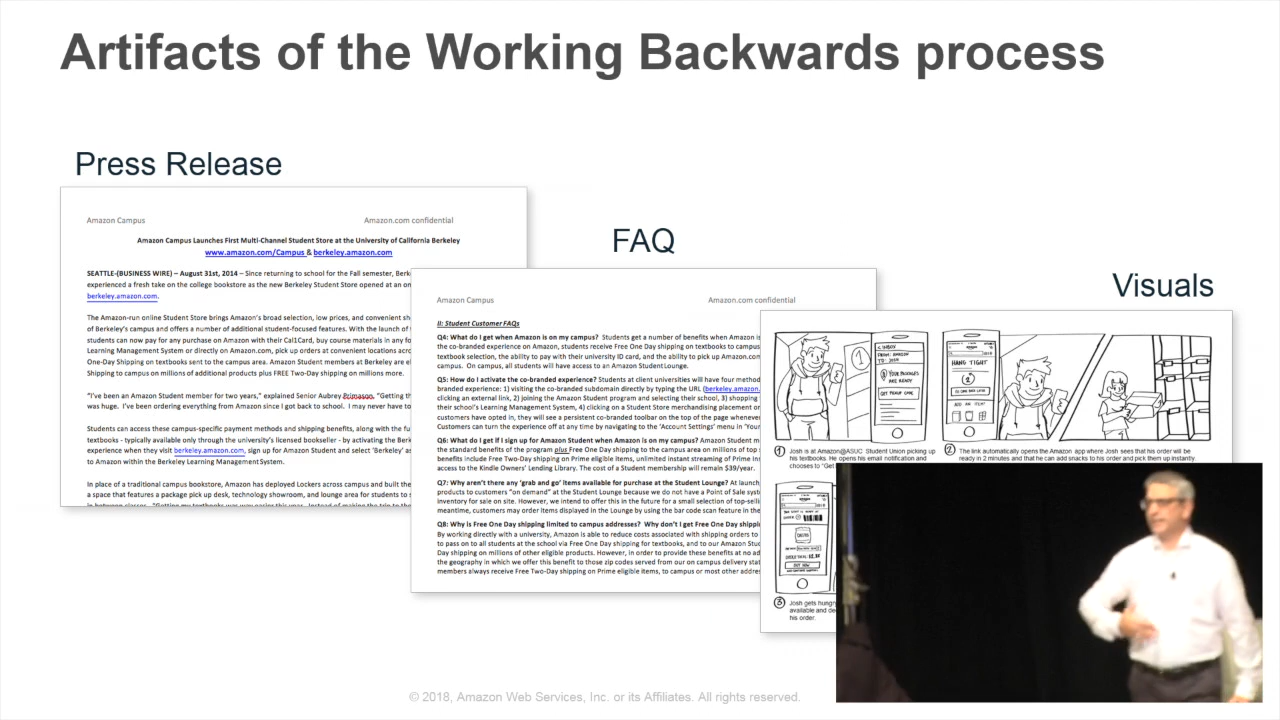 Artifacts of the Working Backwards process
Press Release
Amazon Campus
Amazon.com confidential
Amazon Campus Launches First Multi-Channel Student Store at the University of California Berkeley
www.amazon.com/Campus & berkeley.amazon.com
SEATTLE-(BUSINESS WIRE) – August 31st, 2014 – Since returning to school for the Fall semester, Berk
experienced a fresh take on the college bookstore as the new Berkeley Student Store opened at an on
berkeley.amazon.com.
The Amazon-run online Student Store brings Amazon's broad selection, low prices, and convenient sh
of Berkeley's campus and offers a number of additional student-focused features. With the launch of
students can now pay for any purchase on Amazon with their Cal1Card, buy course materials in any fo
Learning Management System or directly on Amazon.com, pick up orders at convenient locations acro
One-Day Shipping on textbooks sent to the campus area. Amazon Student members at Berkeley are el
Shipping to campus on millions of additional products plus FREE Two-Day shipping on millions more.
"I've been an Amazon Student member for two years," explained Senior Aubrey Primason, "Getting th
was huge. I've been ordering everything from Amazon since I got back to school. I may never have to
Students can access these campus-specific payment methods and shipping benefits, along with the fu
textbooks - typically available only through the university's licensed bookseller - by activating the Berk
experience when they visit berkeley.amazon.com, sign up for Amazon Student and select 'Berkeley' as
to Amazon within the Berkeley Learning Management System.
In place of a traditional campus bookstore, Amazon has deployed Lockers across campus and built the
a space that features a package pick up desk, technology showroom, and lounge area for students to s
FAQ
Amazon Campus
Amazon.com confidential
II: Student Customer FAQs
Q4: What do I get when Amazon is on my campus? Students get a number of benefits when Amazon i
the co-branded experience on Amazon, students receive Free One Day shipping on textbooks to campus
textbook selection, the ability to pay with their university ID card, and the ability to pick up Amazon.com
campus. On campus, all students will have access to an Amazon Student Lounge.
Q5: How do I activate the co-branded experience? Students at client universities will have four method
branded experience: 1) visiting the co-branded subdomain directly by typing the URL (berkeley.amazon.
clicking an external link, 2) joining the Amazon Student program and selecting their school, 3) shopping
their school's Learning Management System, 4) clicking on a Student Store merchandising placement or
customers have opted in, they will see a persistent co-branded toolbar on the top of the page wheneve
Customers can turn the experience off at any time by navigating to the 'Account Settings' menu in 'Your
Q6: What do I get if I sign up for Amazon Student when Amazon is on my campus? Amazon Student m
the standard benefits of the program plus Free One Day shipping to the campus area on millions of top s
benefits include Free Two-Day shipping on Prime eligible items, unlimited instant streaming of Prime In
access to the Kindle Owners' Lending Library. The cost of a Student membership will remain $39/year.
Q7: Why aren't there any 'grab and go' items available for purchase at the Student Lounge? At launch,
products to customers "on demand" at the Student Lounge because we do not have a Point of Sale syst
inventory for sale on site. However, we intend to offer this in the future for a small selection of top-sell
meantime, customers may order items displayed in the Lounge by using the bar code scan feature in the
Q8: Why is Free One Day shipping limited to campus addresses? Why don't I get Free One Day shippin
By working directly with a university, Amazon is able to reduce costs associated with shipping orders to
to pass on to all students at the school via Free One Day shipping for textbooks, and to our Amazon Stuc
Day shipping on millions of other eligible products. However, in order to provide these benefits at no ad
the geography in which we offer this benefit to those zip codes served from our on campus delivery stat
members always receive Free Two-Day shipping on Prime eligible items, to campus or most other addres
Visuals
1
< INBOX
FROM: AMAZON
TO: JOSH
YOUR PACKAGES
ARE READY
GET PICKUP CODE
HANG TIGHT
2
1 Josh is at Amazon@ASUC Student Union picking up
his textbooks. He opens his email notification and
chooses to "Get
2 The link automatically opens the Amazon app where Josh sees that his order will be
ready in 2 minutes and that he can add snacks to his order and pick them up instantly.
3 Josh gets hungr
available and de
his order.
© 2018, Amazon Web Services, Inc. or its Affiliates. All rights reserved.